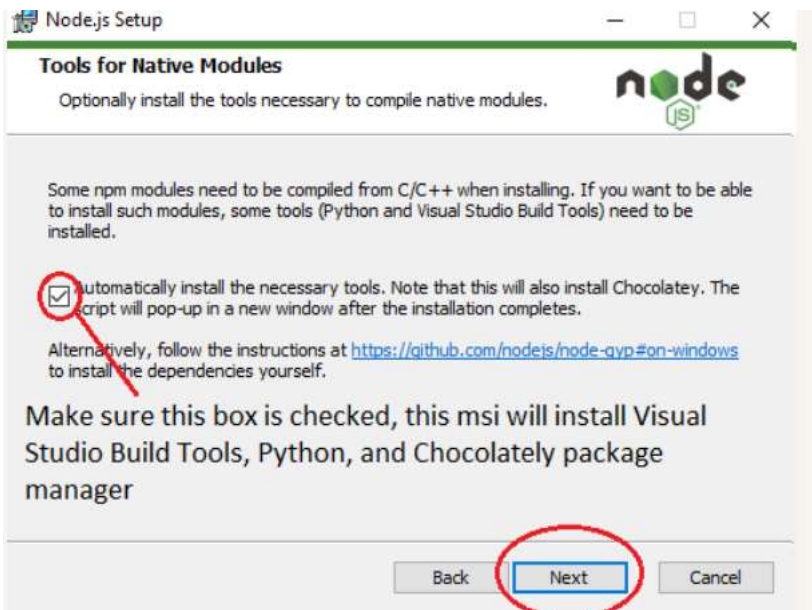 Node.js Setup
Tools for Native Modules
Optionally install the tools necessary to compile native modules.
node
JS
Some npm modules need to be compiled from C/C++ when installing. If you want to be able
to install such modules, some tools (Python and Visual Studio Build Tools) need to be
installed.
Automatically install the necessary tools. Note that this will also install Chocolatey. The
script will pop-up in a new window after the installation completes.
Alternatively, follow the instructions at https://github.com/nodejs/node-gyp#on-windows
to install the dependencies yourself.
Make sure this box is checked, this msi will install Visual
Studio Build Tools, Python, and Chocolately package
manager
Back Next Cancel